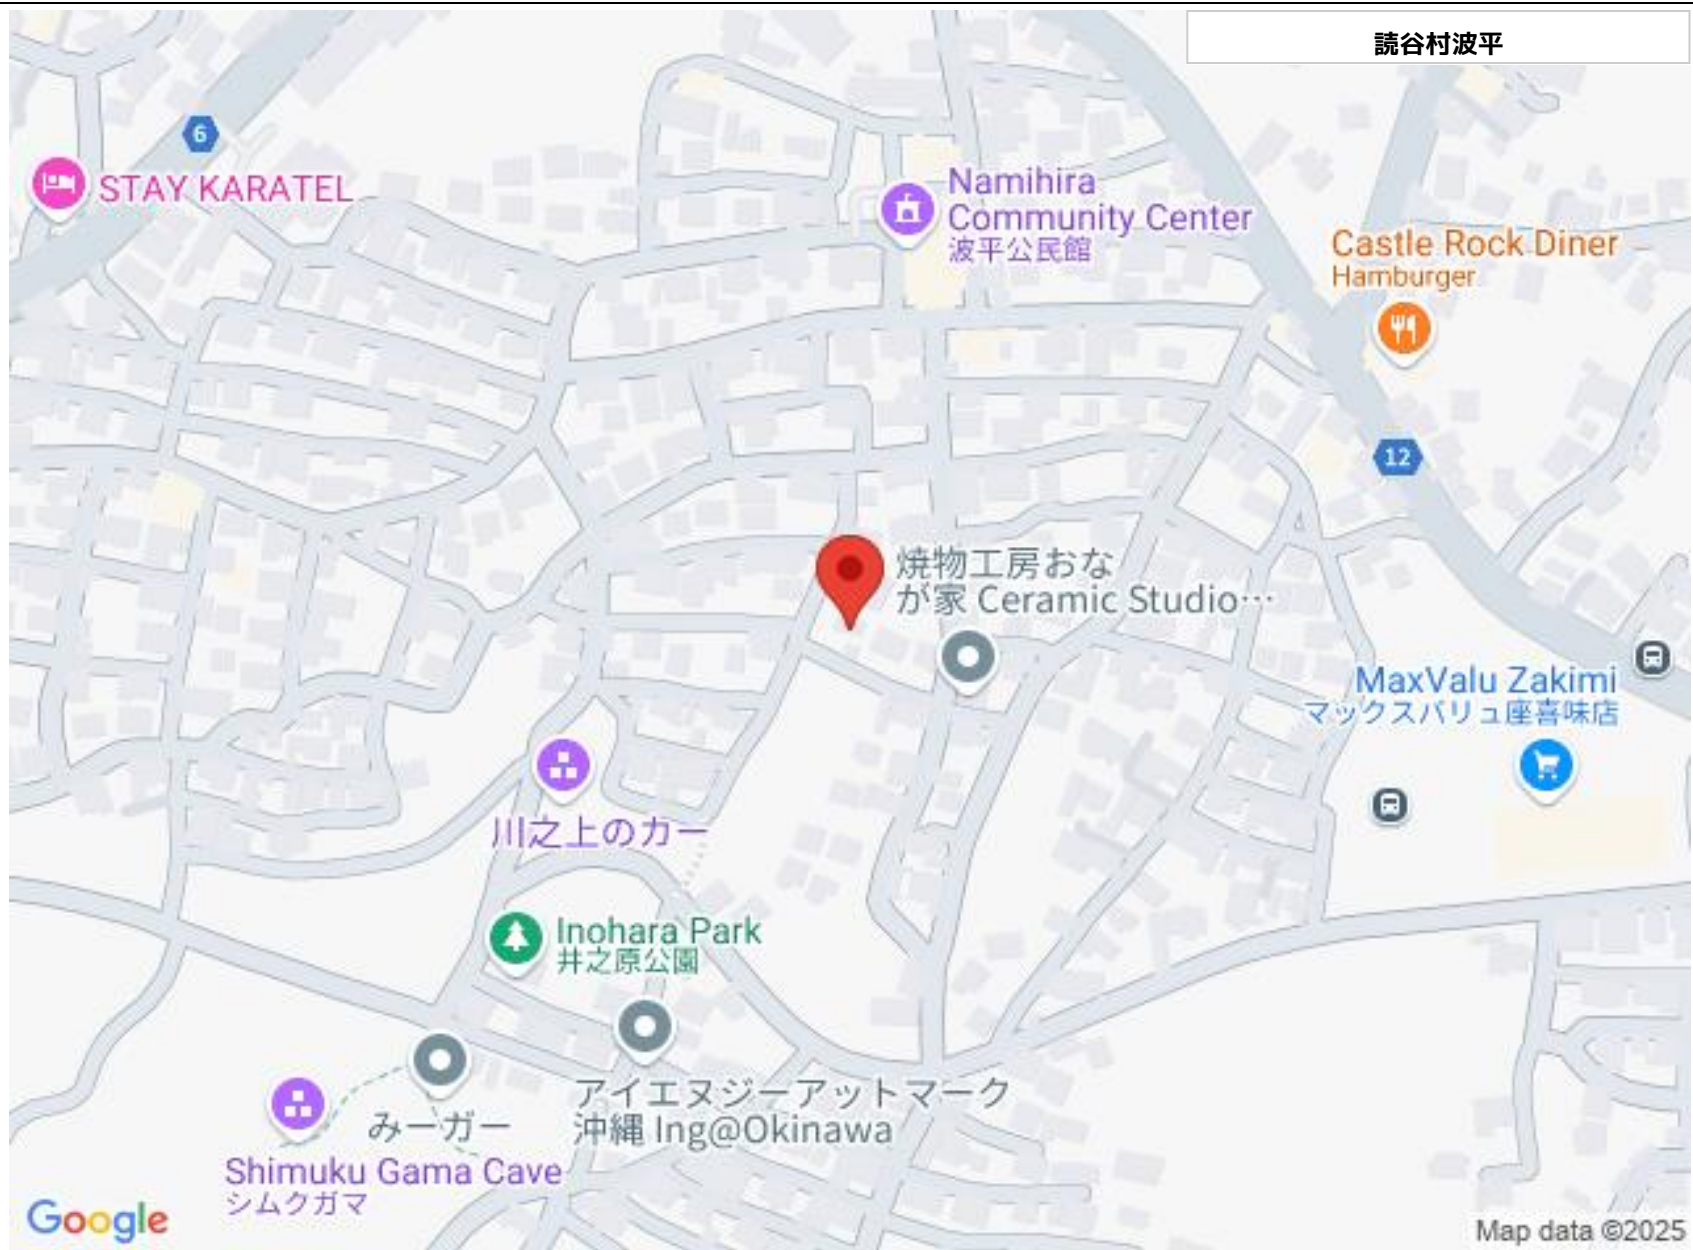 読谷村波平
6
STAY KARATEL
Namihira
Community Center
波平公民館
Castle Rock Diner
Hamburger
12
焼物工房おな
が家 Ceramic Studio…
MaxValu Zakimi
マックスバリュ座喜味店
川之上のカー
Inohara Park
井之原公園
アイエヌジーアットマーク
沖縄 Ing@Okinawa
みーガー
Shimuku Gama Cave
シムクガマ
Google
Map data ©2025